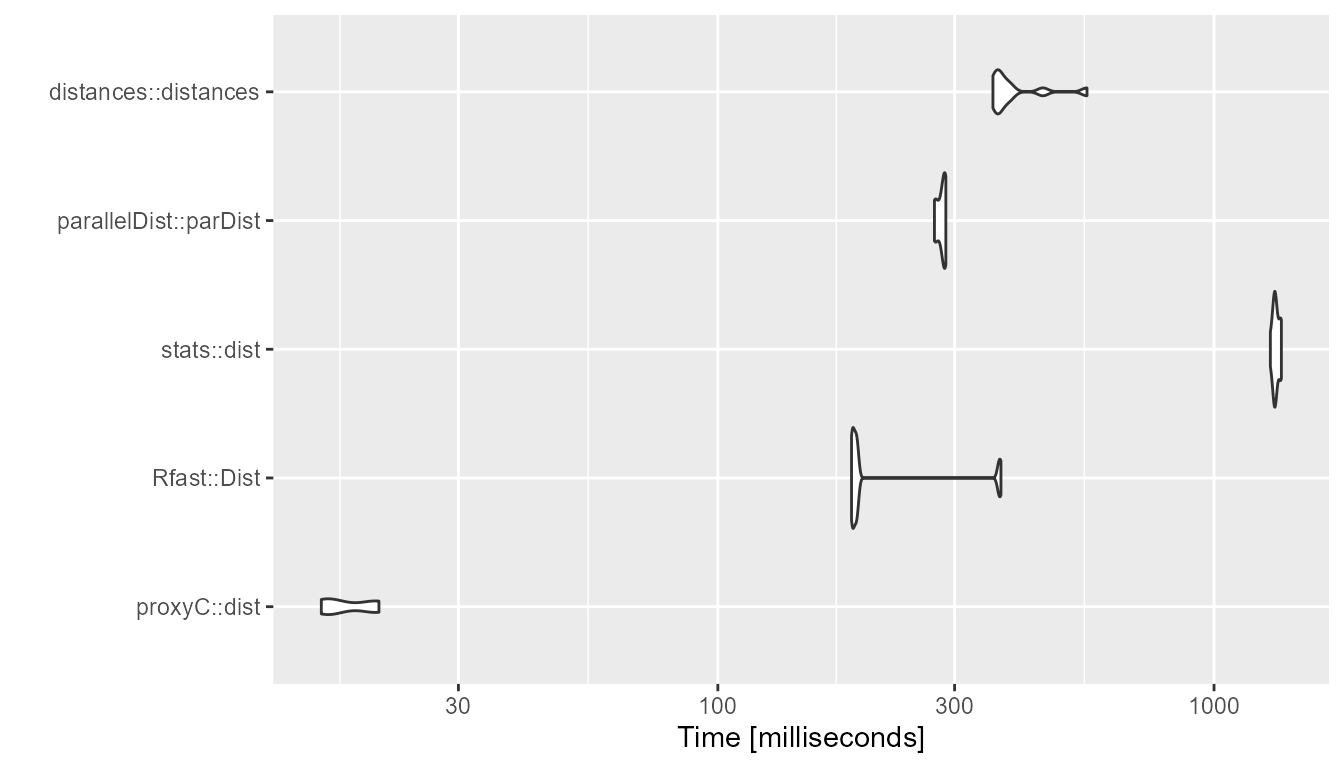 distances::distances
parallelDist::parDist
stats::dist
Rfast::Dist
proxyC::dist
30 100 300 1000
Time [milliseconds]